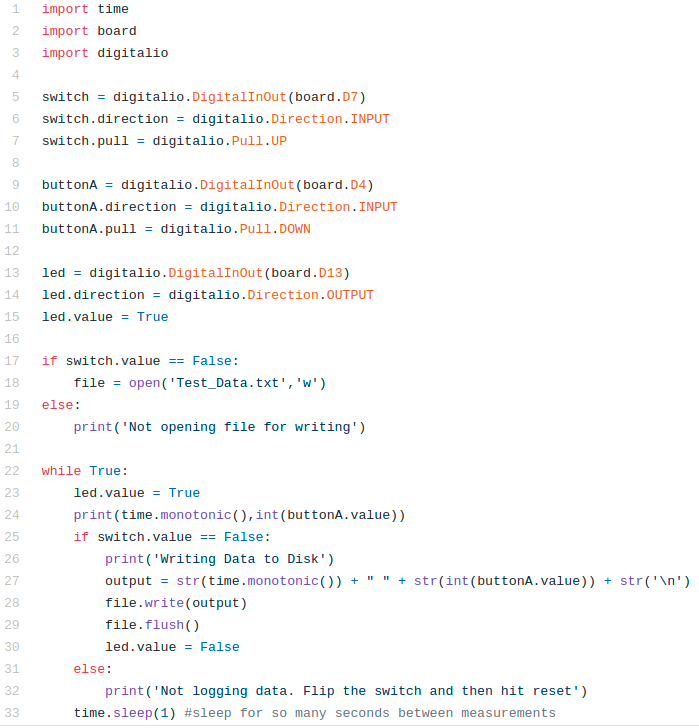 1 import time
2 import board
3 import digitalio
4
5 switch = digitalio.DigitalInOut(board.D7)
6 switch.direction = digitalio.Direction.INPUT
7 switch.pull = digitalio.Pull.UP
8
9 buttonA = digitalio.DigitalInOut(board.D4)
10 buttonA.direction = digitalio.Direction.INPUT
11 buttonA.pull = digitalio.Pull.DOWN
12
13 led = digitalio.DigitalInOut(board.D13)
14 led.direction = digitalio.Direction.OUTPUT
15 led.value = True
16
17 if switch.value == False:
18     file = open('Test_Data.txt','w')
19 else:
20     print('Not opening file for writing')
21
22 while True:
23     led.value = True
24     print(time.monotonic(),int(buttonA.value))
25     if switch.value == False:
26         print('Writing Data to Disk')
27         output = str(time.monotonic()) + " " + str(int(buttonA.value)) + str('\n')
28         file.write(output)
29         file.flush()
30         led.value = False
31     else:
32         print('Not logging data. Flip the switch and then hit reset')
33     time.sleep(1) #sleep for so many seconds between measurements